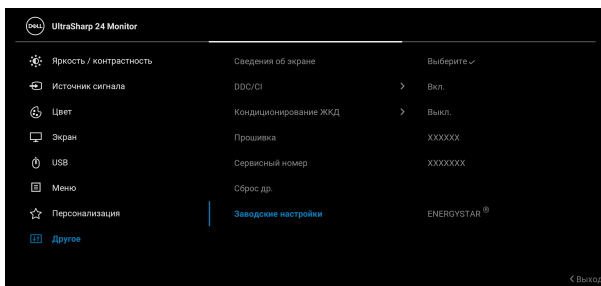 DELL UltraSharp 24 Monitor
Яркость / контрастность Сведения об экране Выберите
Источник сигнала DDC/CI Вкл.
Цвет Кондиционирование ЖКД Выкл.
Экран Прошивка XXXXXX
USB Сервисный номер XXXXXXX
Меню Сброс др.
Персонализация Заводские настройки ENERGYSTAR ®
Другое
Выход